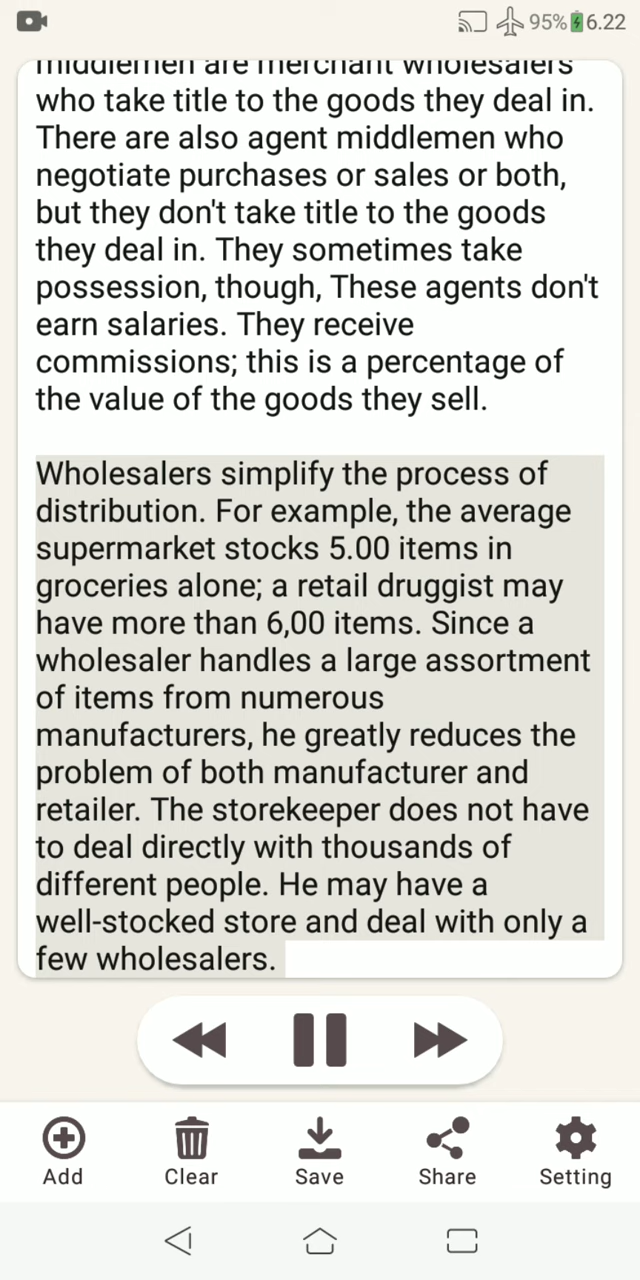 95% 6.22
middlemen are merchant wholesalers
who take title to the goods they deal in.
There are also agent middlemen who
negotiate purchases or sales or both,
but they don't take title to the goods
they deal in. They sometimes take
possession, though, These agents don't
earn salaries. They receive
commissions; this is a percentage of
the value of the goods they sell.
Wholesalers simplify the process of
distribution. For example, the average
supermarket stocks 5.00 items in
groceries alone; a retail druggist may
have more than 6,00 items. Since a
wholesaler handles a large assortment
of items from numerous
manufacturers, he greatly reduces the
problem of both manufacturer and
retailer. The storekeeper does not have
to deal directly with thousands of
different people. He may have a
well-stocked store and deal with only a
few wholesalers.
Add Clear Save Share Setting